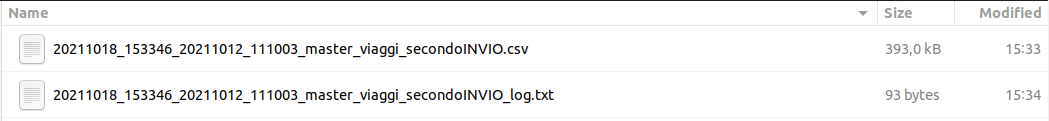 Name Size Modified
20211018_153346_20211012_111003_master_viaggi_secondoINVIO.csv 393,0 kB 15:33
20211018_153346_20211012_111003_master_viaggi_secondoINVIO_log.txt 93 bytes 15:34